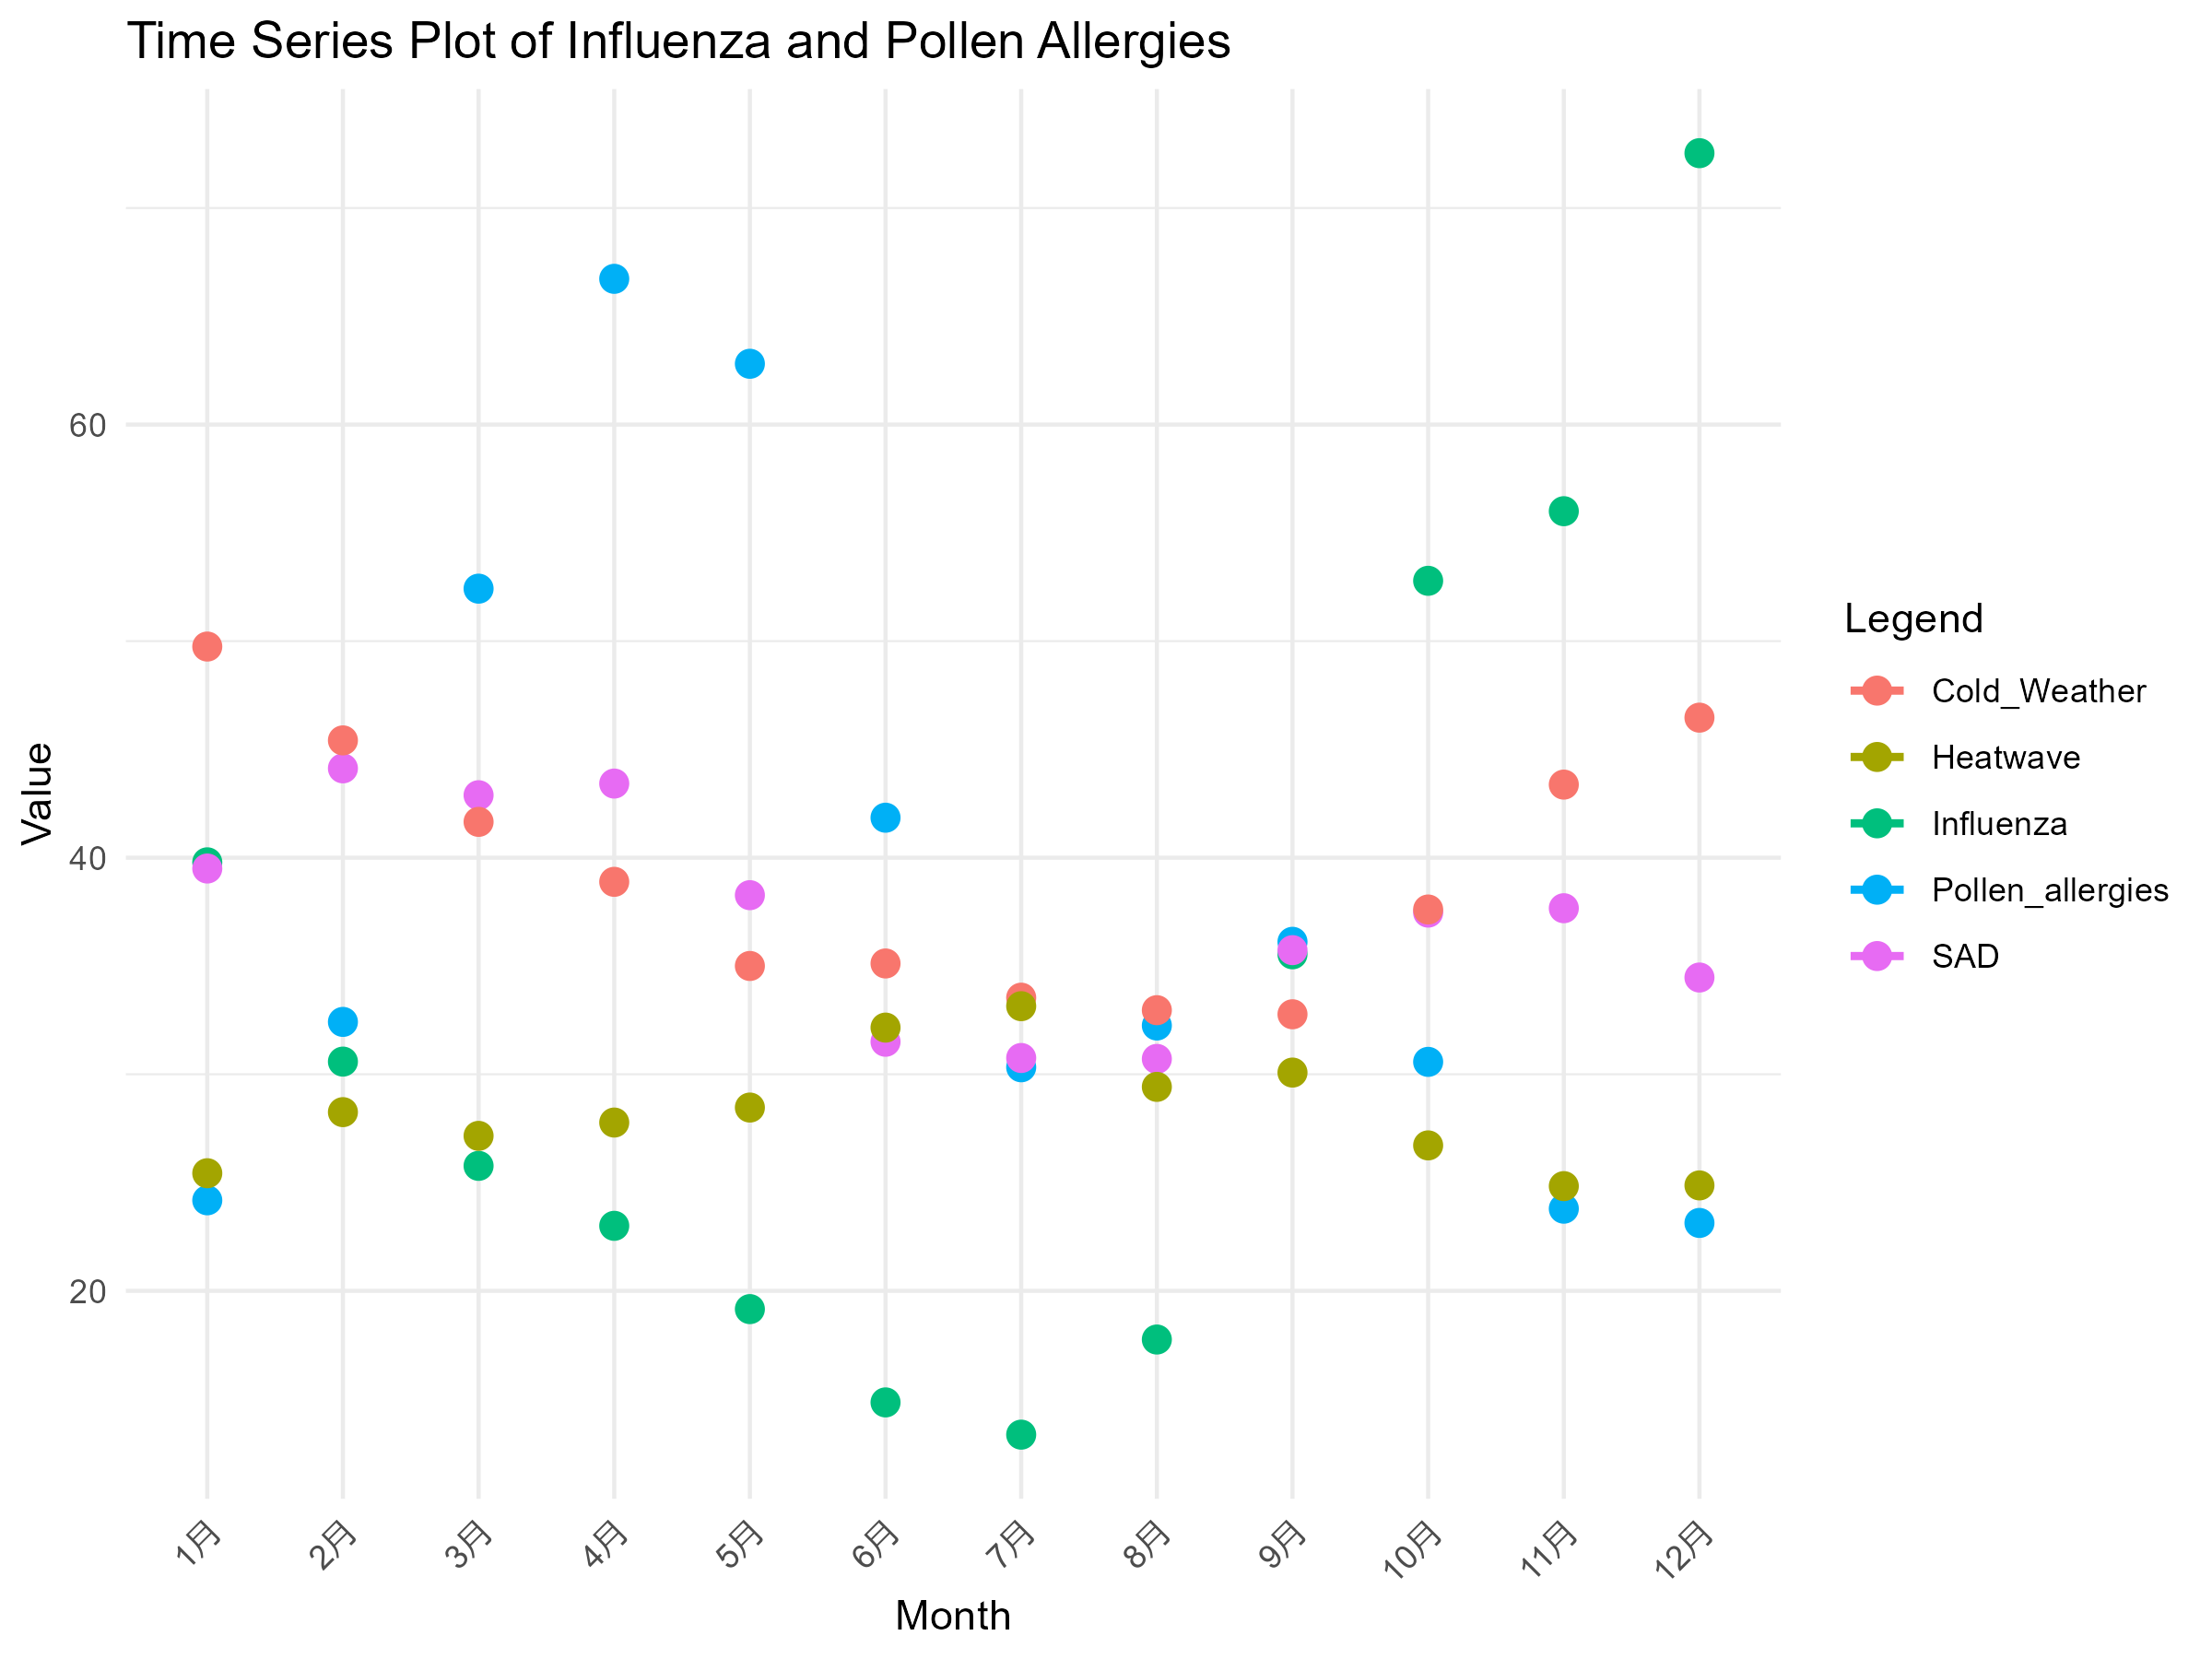 Time Series Plot of Influenza and Pollen Allergies
Value
60
40
20
1月
2月
3月
4月
5月
6月
7月
8月
9月
10月
11月
12月
Month
Legend
Cold_Weather
Heatwave
Influenza
Pollen_allergies
SAD